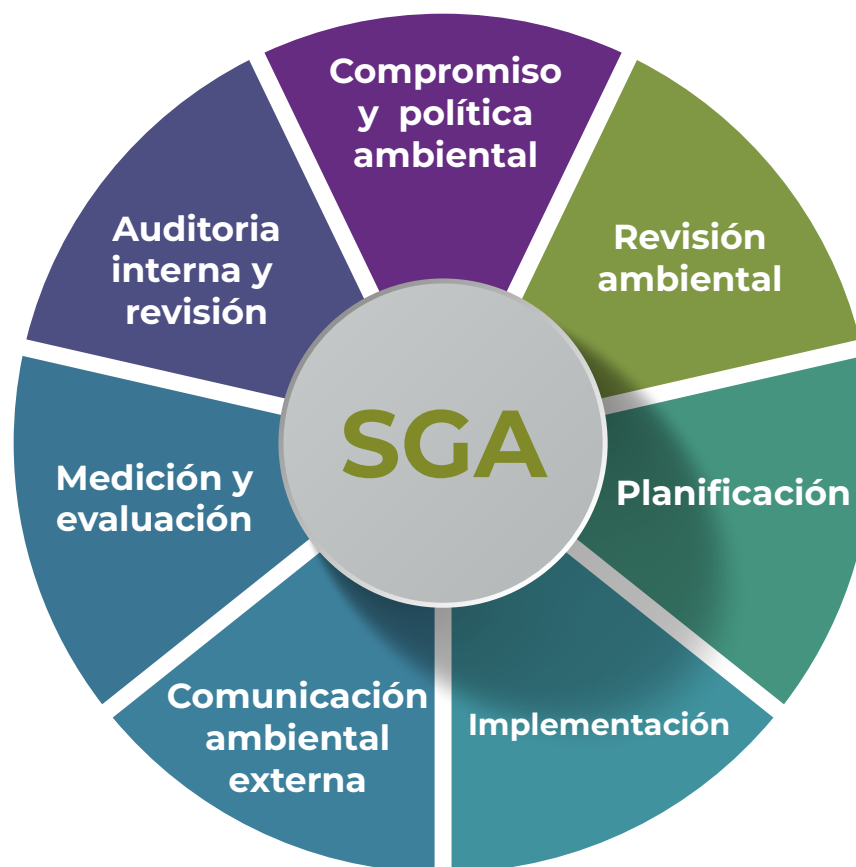 Compromiso
y política
ambiental
Revisión
ambiental
Planificación
Implementación
Comunicación
ambiental
externa
Medición y
evaluación
Auditoria
interna y
revisión
SGA